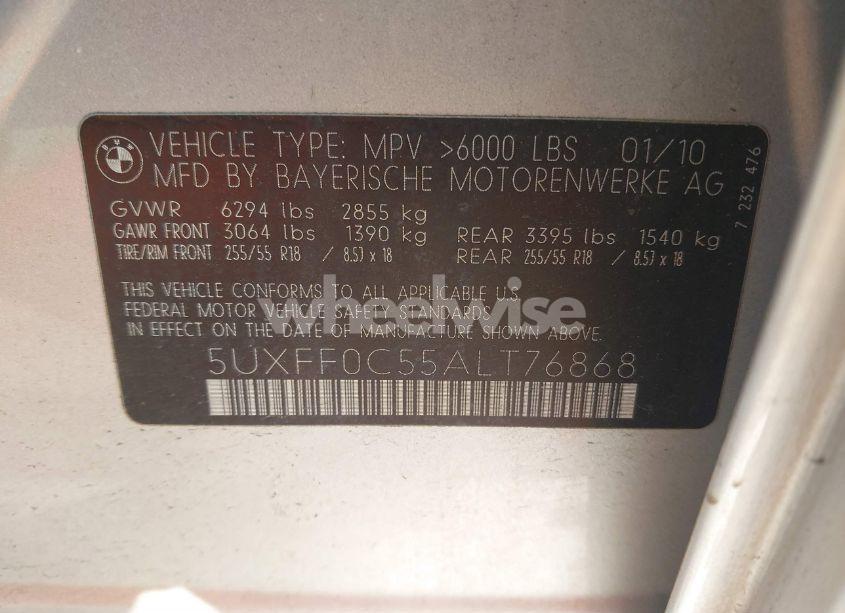 BMW
VEHICLE TYPE: MPV >6000 LBS 01/10
MFD BY BAYERISCHE MOTORENWERKE AG
GVWR 6294 lbs 2855 kg
GAWR FRONT 3064 lbs 1390 kg REAR 3395 lbs 1540 kg
TIRE/RIM FRONT 255/55 R18 / 8.5J x 18 REAR 255/55 R18 / 8.5J x 18
THIS VEHICLE CONFORMS TO ALL APPLICABLE U.S.
FEDERAL MOTOR VEHICLE SAFETY STANDARDS
IN EFFECT ON THE DATE OF MANUFACTURE SHOWN ABOVE.
5UXFF0C55ALT76868
7 232 476
wheelwise